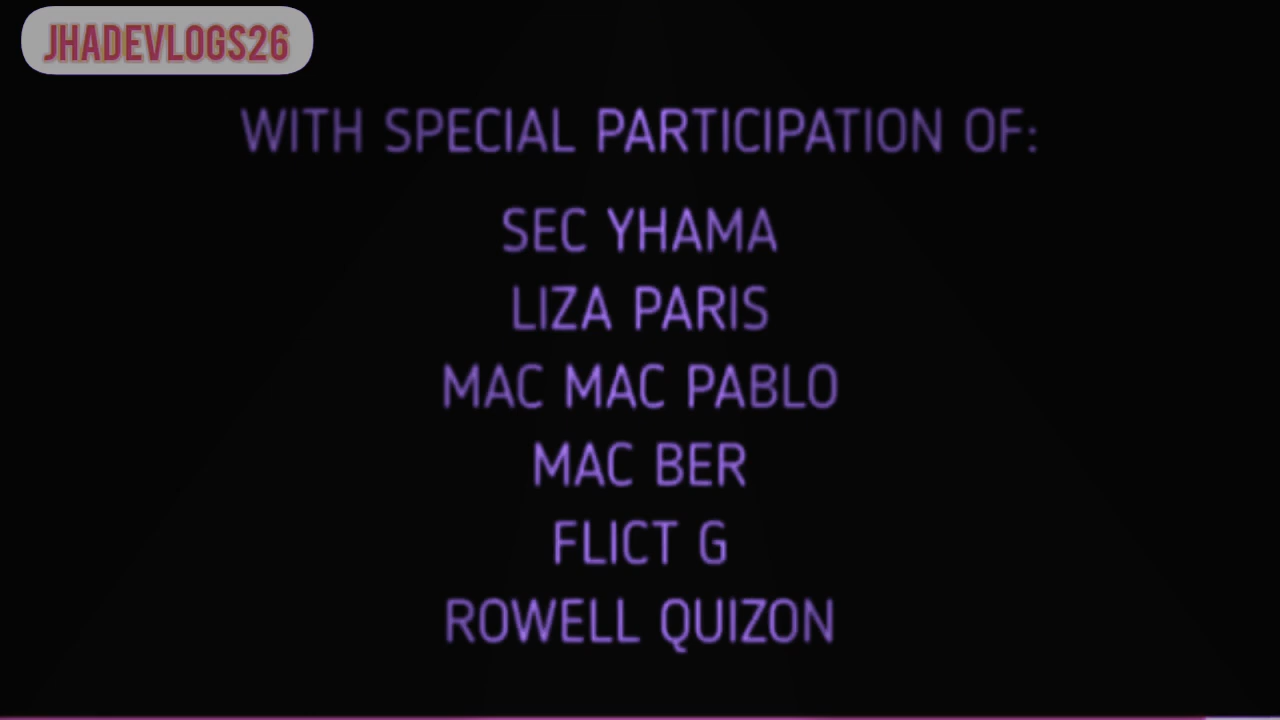 JHADEVLOGS26
WITH SPECIAL PARTICIPATION OF:
SEC YHAMA
LIZA PARIS
MAC MAC PABLO
MAC BER
FLICT G
ROWELL QUIZON